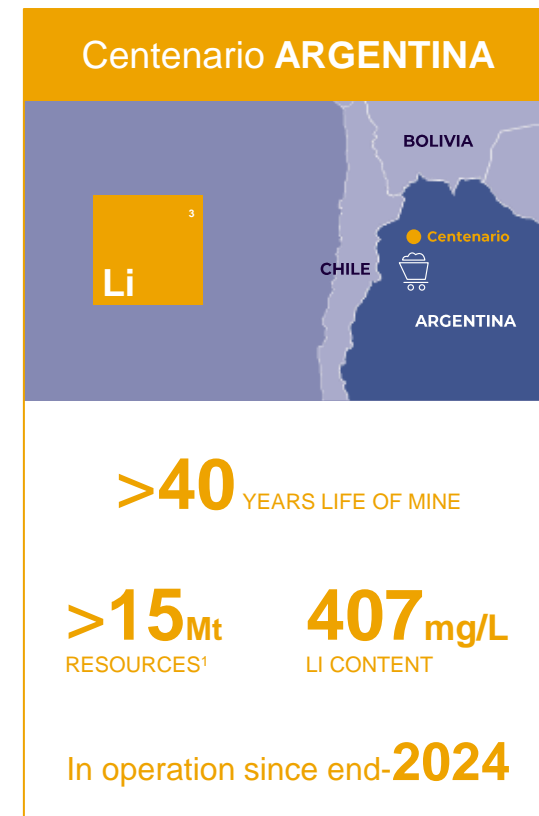 Centenario ARGENTINA
BOLIVIA
3
Li
Centenario
CHILE
ARGENTINA
>40 YEARS LIFE OF MINE
>15Mt
RESOURCES¹
407mg/L
LI CONTENT
In operation since end-2024